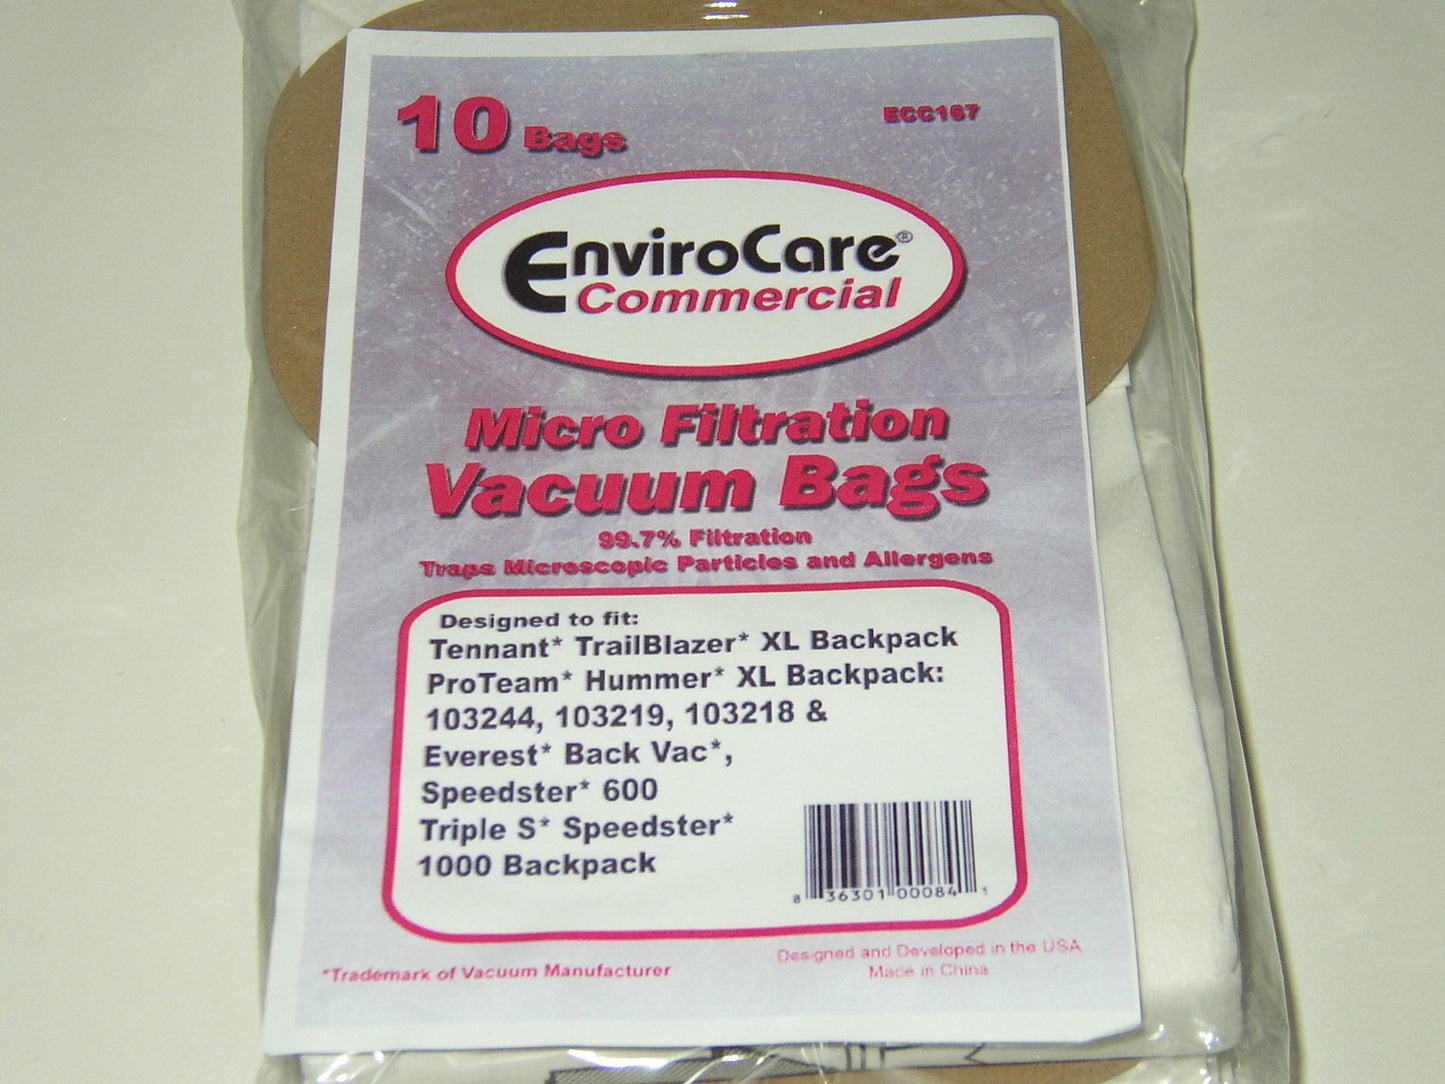 10 Bags
ECC167
EnviroCare®
Commercial
Micro Filtration
Vacuum Bags
99.7% Filtration
Traps Microscopic Particles and Allergens
Designed to fit:
Tennant* TrailBlazer* XL Backpack
ProTeam* Hummer* XL Backpack:
103244, 103219, 103218 &
Everest* Back Vac*,
Speedster* 600
Triple S* Speedster*
1000 Backpack
8 36301 00084 1
*Trademark of Vacuum Manufacturer
Designed and Developed in the USA
Made in China